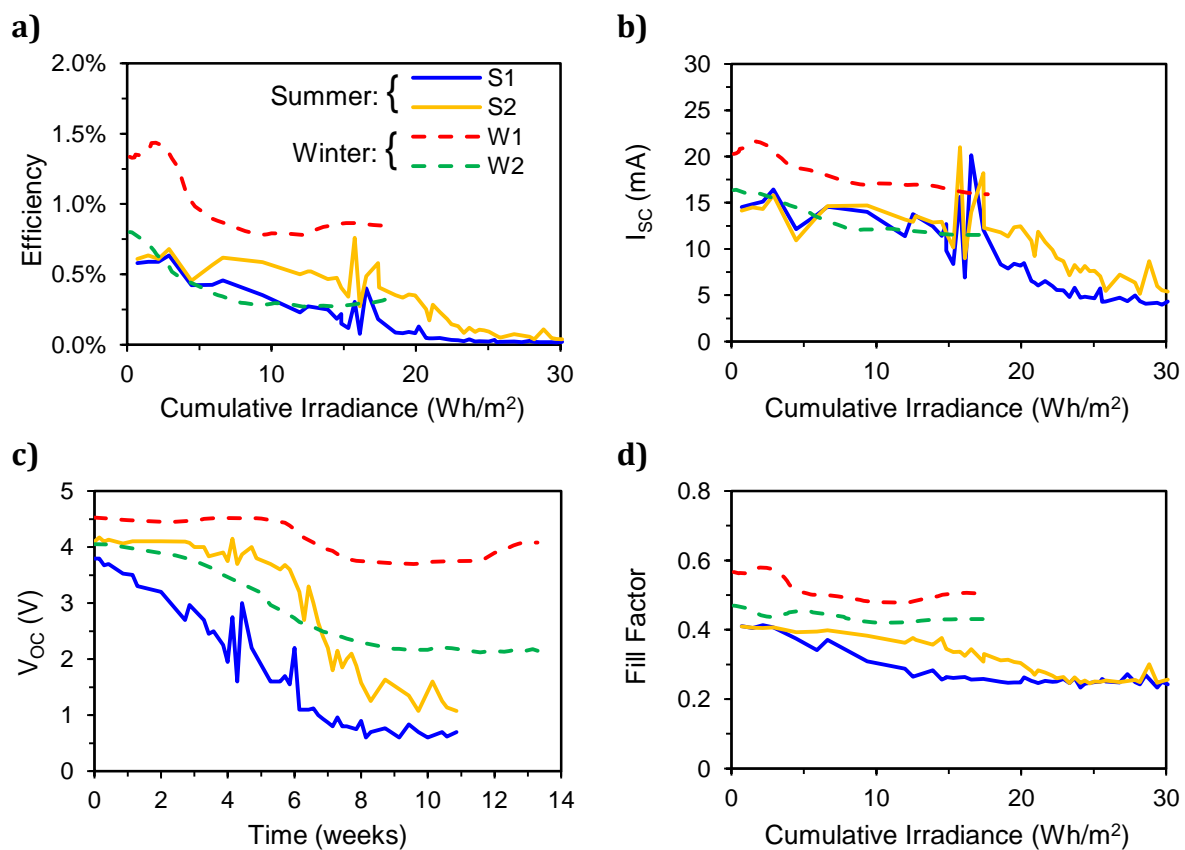 a)
2.0%
1.5%
1.0%
0.5%
0.0%
Efficiency
Summer: {
S1
S2
Winter: {
W1
W2
0 10 20 30
Cumulative Irradiance (Wh/m²)
b)
30
25
20
15
10
5
0
I_SC (mA)
0 10 20 30
Cumulative Irradiance (Wh/m²)
c)
5
4
3
2
1
0
V_OC (V)
0 2 4 6 8 10 12 14
Time (weeks)
d)
0.8
0.6
0.4
0.2
0
Fill Factor
0 10 20 30
Cumulative Irradiance (Wh/m²)